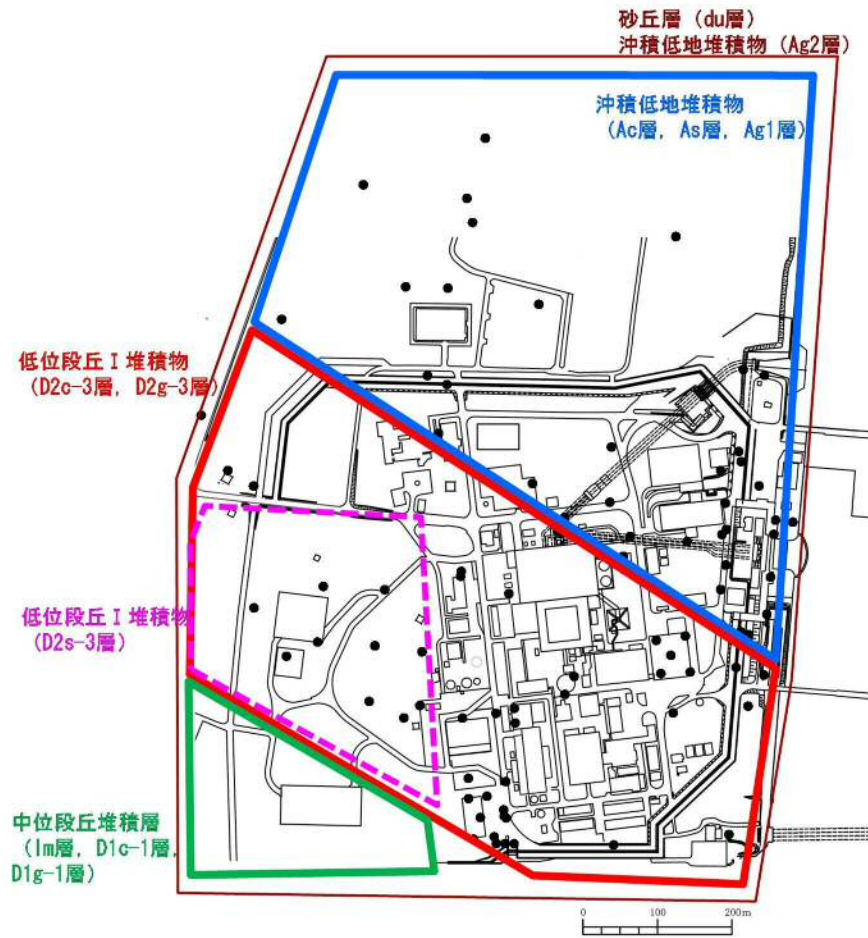 砂丘層（du層）
沖積低地堆積物（Ag2層）
沖積低地堆積物
（Ac層, As層, Ag1層）
低位段丘Ⅰ堆積物
（D2c-3層, D2g-3層）
低位段丘Ⅰ堆積物
（D2s-3層）
中位段丘堆積層
（lm層, D1c-1層,
D1g-1層）
0 100 200m